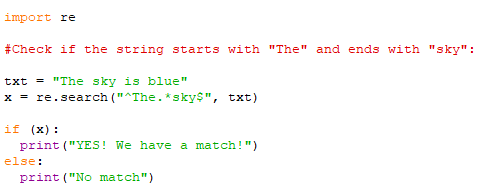 import re
#Check if the string starts with "The" and ends with "sky":
txt = "The sky is blue"
x = re.search("^The.*sky$", txt)
if (x):
  print("YES! We have a match!")
else:
  print("No match")